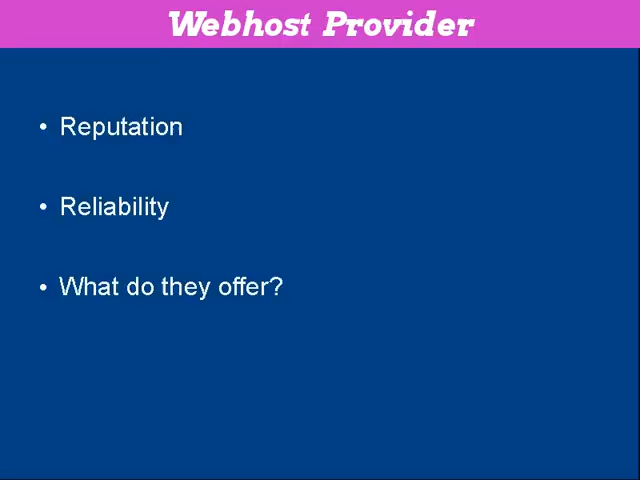 Webhost Provider
• Reputation
• Reliability
• What do they offer?